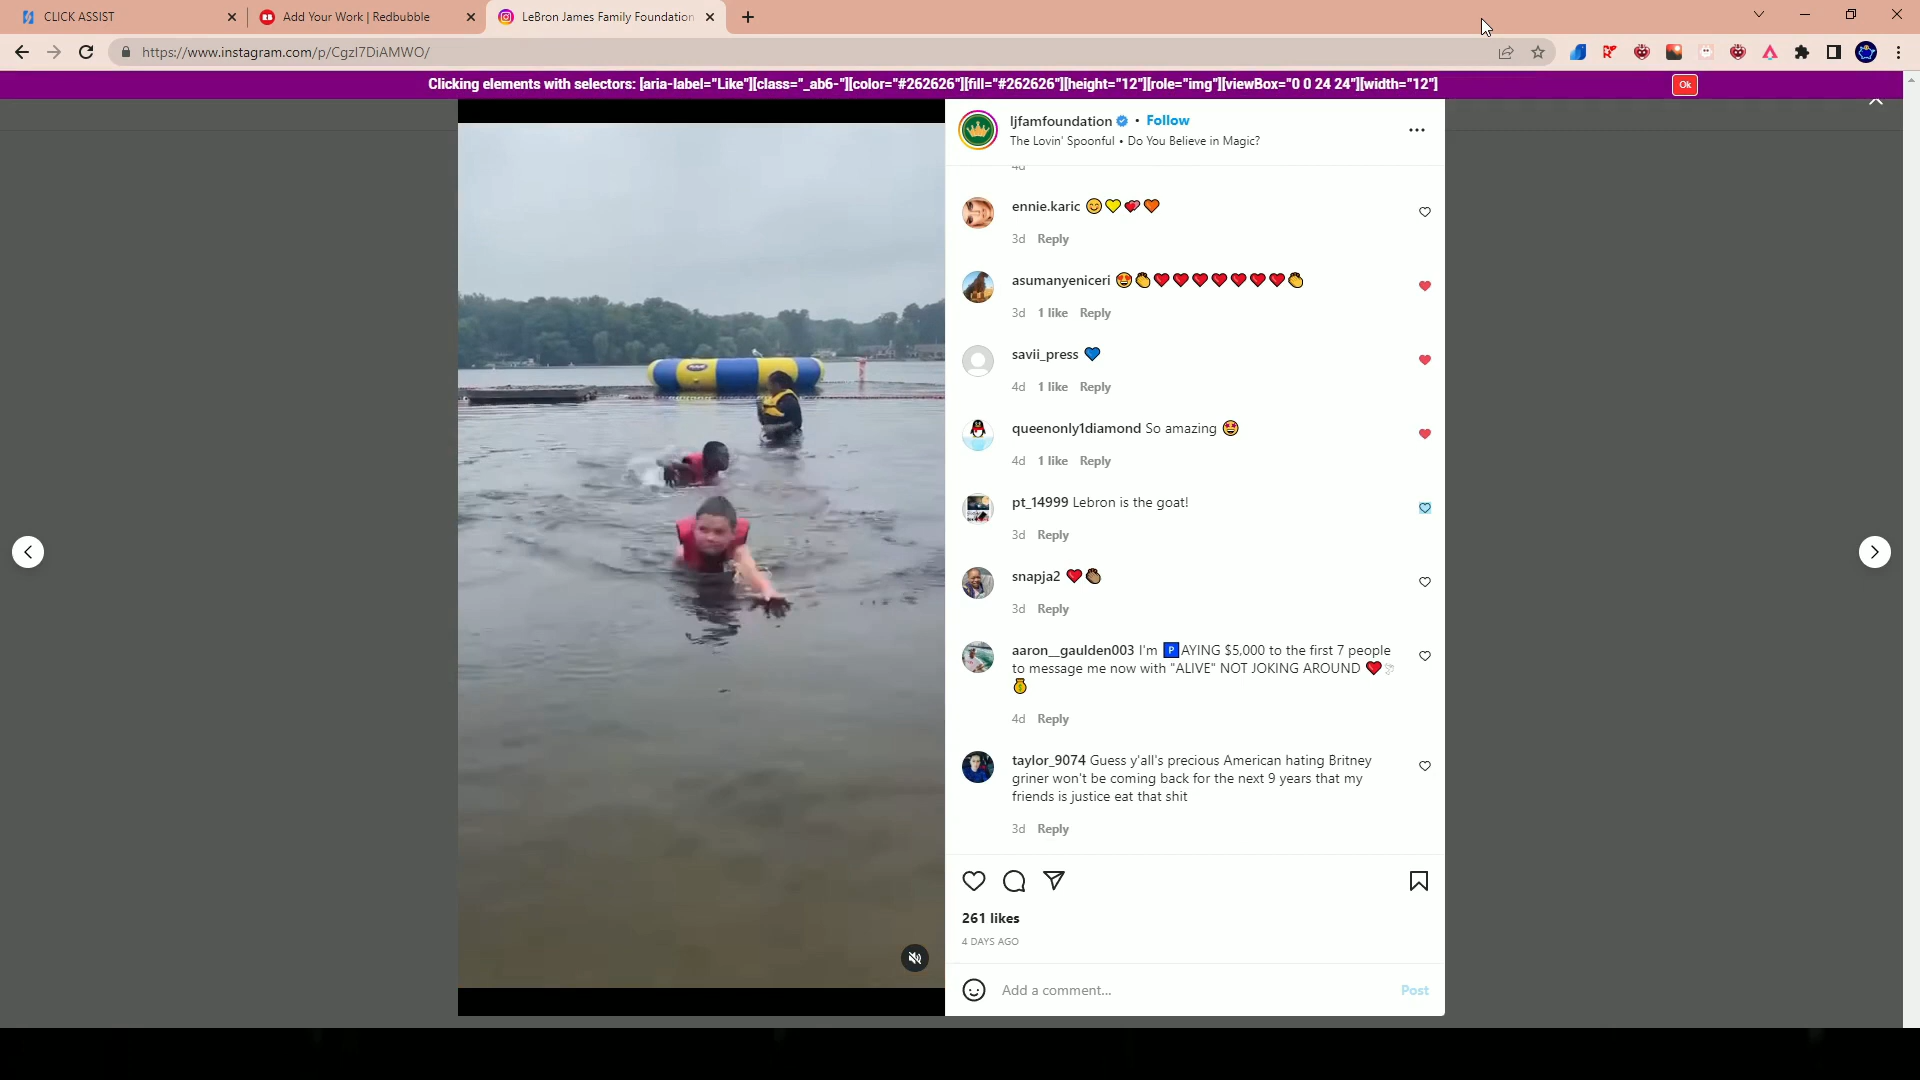 CLICK ASSIST
Add Your Work | Redbubble
LeBron James Family Foundation
https://www.instagram.com/p/CgzI7DiAMWO/
Clicking elements with selectors: [aria-label="Like"][class="_ab6-"][color="#262626"][fill="#262626"][height="12"][role="img"][viewBox="0 0 24 24"][width="12"]
Ok
ljfamfoundation • Follow
The Lovin' Spoonful • Do You Believe in Magic?
4d
ennie.karic 😊💛💕🧡
3d Reply
asumanyeniceri 😍👏❤️❤️❤️❤️❤️❤️❤️👏
3d 1 like Reply
savii_press 💙
4d 1 like Reply
queenonly1diamond So amazing 🤩
4d 1 like Reply
pt_14999 Lebron is the goat!
3d Reply
snapja2 ❤️👏🏾
3d Reply
aaron__gaulden003 I'm 🅿️AYING $5,000 to the first 7 people
to message me now with "ALIVE" NOT JOKING AROUND ❤️🕊
💰
4d Reply
taylor_9074 Guess y'all's precious American hating Britney
griner won't be coming back for the next 9 years that my
friends is justice eat that shit
3d Reply
261 likes
4 DAYS AGO
Add a comment...
Post